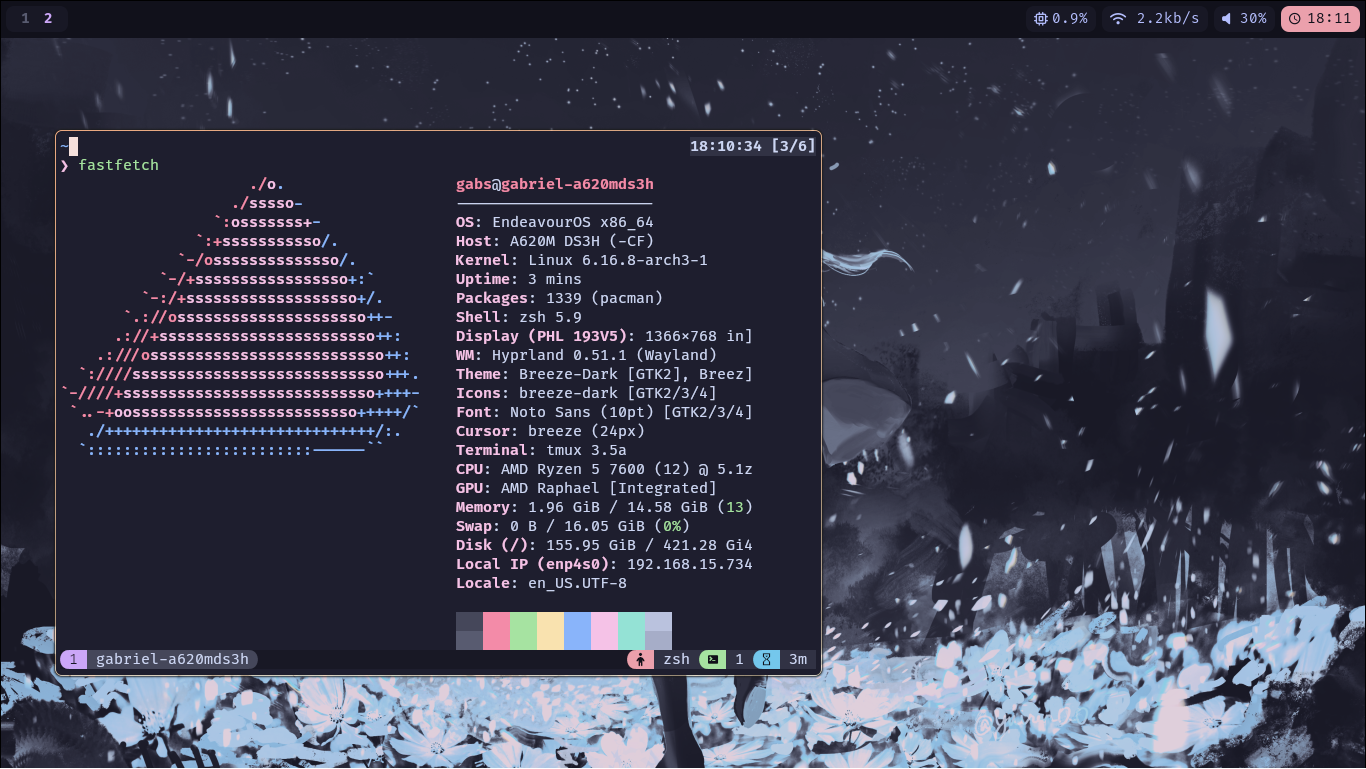 1 2 0.9% 2.2kb/s 30% 18:11
~ 18:10:34 [3/6]
❯ fastfetch
./o. gabs@gabriel-a620mds3h
./sssso- ----------------------
`:osssssss+- OS: EndeavourOS x86_64
`:+sssssssssso/. Host: A620M DS3H (-CF)
`-/ossssssssssssso/. Kernel: Linux 6.16.8-arch3-1
`-/+sssssssssssssssso+:` Uptime: 3 mins
`-:/+sssssssssssssssssso+/. Packages: 1339 (pacman)
`.://osssssssssssssssssssso++- Shell: zsh 5.9
.://+ssssssssssssssssssssssso++: Display (PHL 193V5): 1366×768 in]
.:///ossssssssssssssssssssssssso++: WM: Hyprland 0.51.1 (Wayland)
`:////ssssssssssssssssssssssssssso+++. Theme: Breeze-Dark [GTK2], Breez]
`-////+ssssssssssssssssssssssssssso++++- Icons: breeze-dark [GTK2/3/4]
`..-+oosssssssssssssssssssssssso+++++/` Font: Noto Sans (10pt) [GTK2/3/4]
./++++++++++++++++++++++++++++++/:. Cursor: breeze (24px)
`:::::::::::::::::::::::::------`` Terminal: tmux 3.5a
CPU: AMD Ryzen 5 7600 (12) @ 5.1z
GPU: AMD Raphael [Integrated]
Memory: 1.96 GiB / 14.58 GiB (13)
Swap: 0 B / 16.05 GiB (0%)
Disk (/): 155.95 GiB / 421.28 Gi4
Local IP (enp4s0): 192.168.15.734
Locale: en_US.UTF-8
1 gabriel-a620mds3h zsh 1 3m